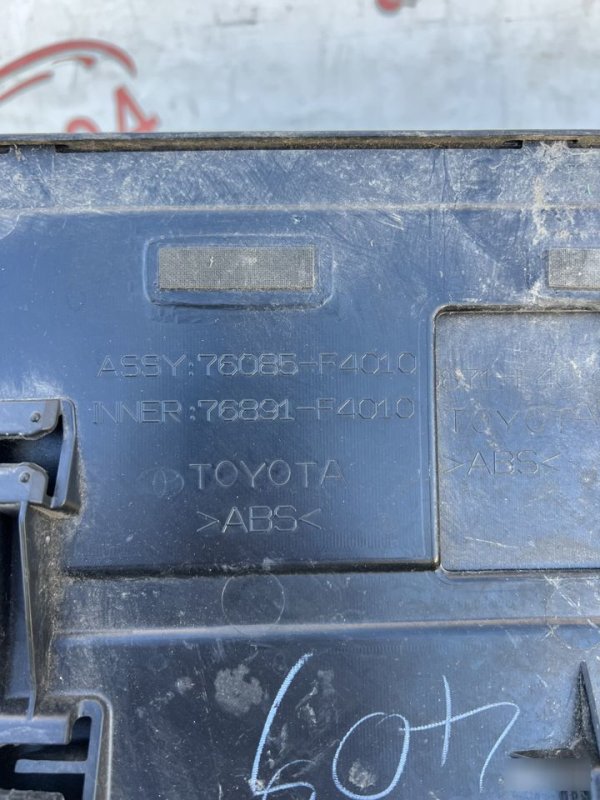 ASSY:76085-F4010
INNER:76891-F4010
TOYOTA
>ABS<
TOYOTA
>ABS<